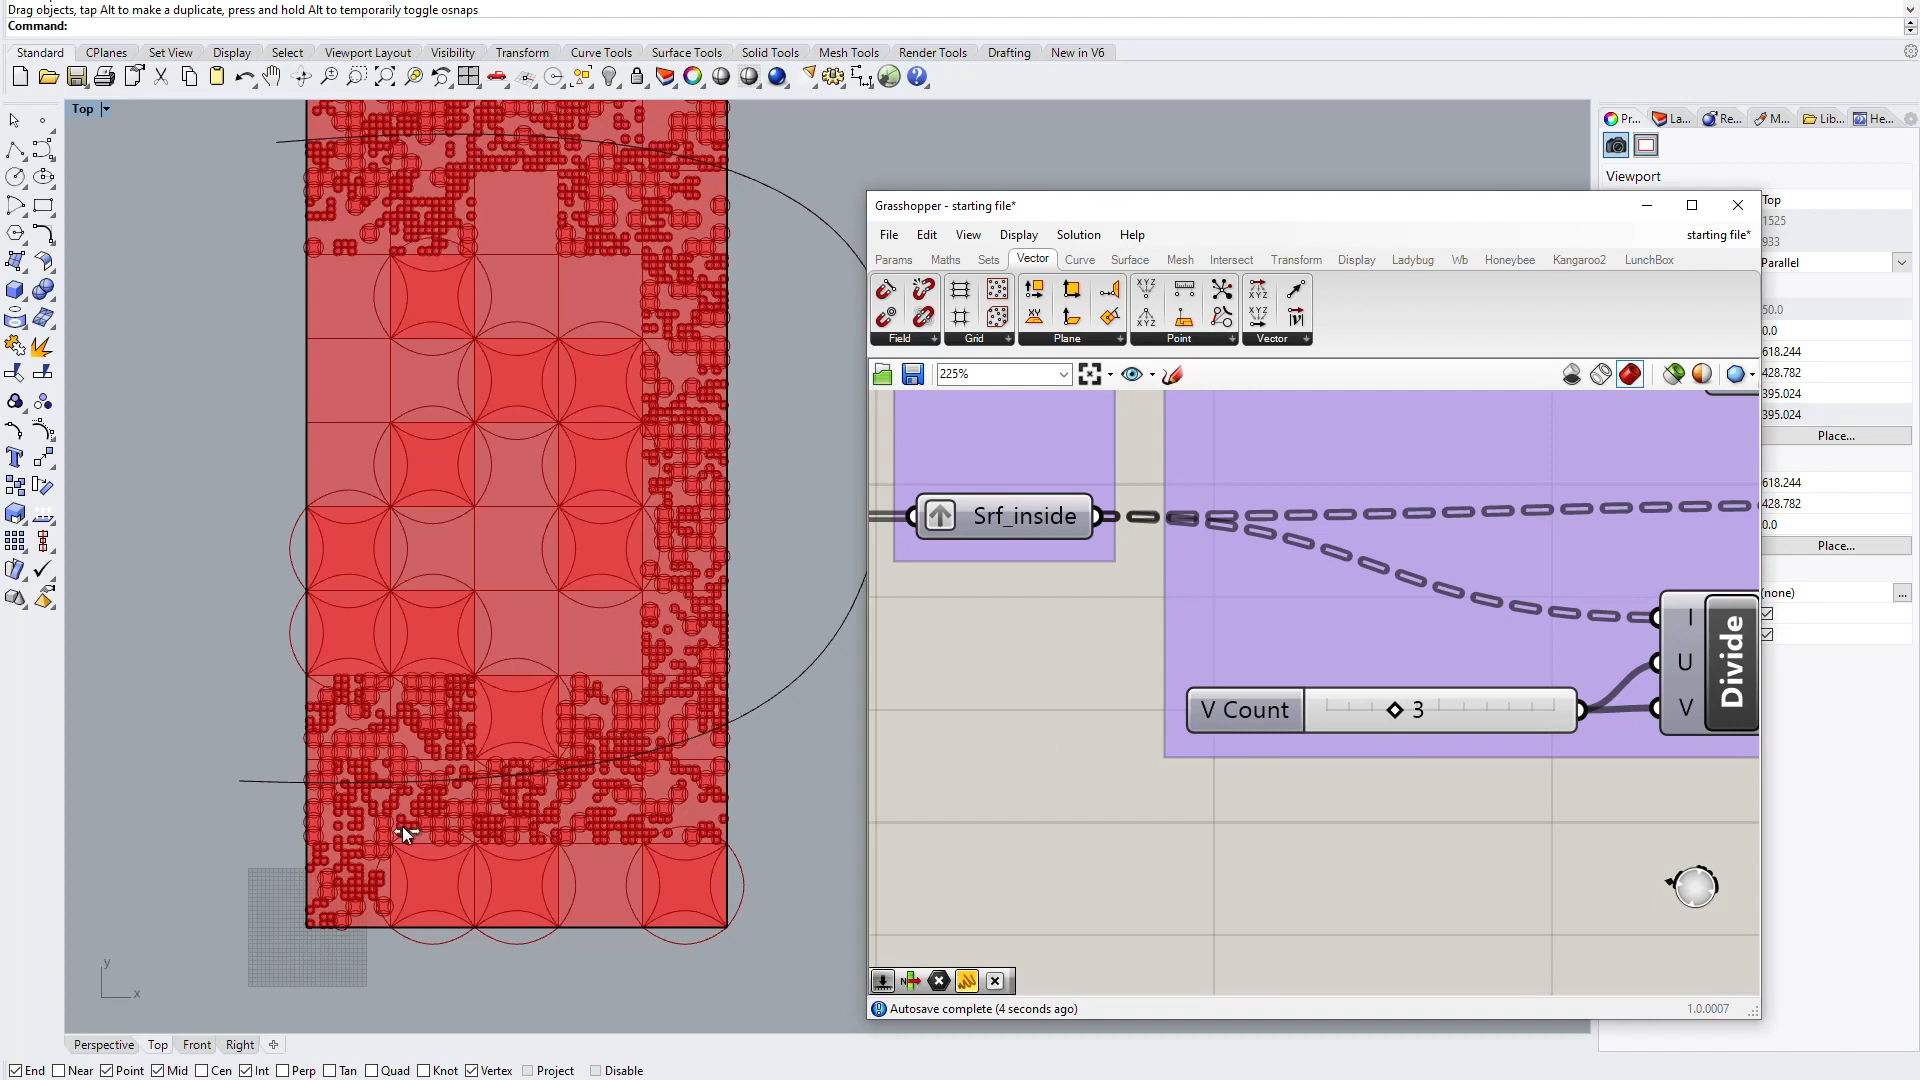 Drag objects, tap Alt to make a duplicate, press and hold Alt to temporarily toggle osnaps
Command:
Standard CPlanes Set View Display Select Viewport Layout Visibility Transform Curve Tools Surface Tools Solid Tools Mesh Tools Render Tools Drafting New in V6
Top
Pr... La... Re... M... Lib... He...
Viewport
Top
1525
933
Parallel
50.0
0.0
618.244
428.782
395.024
395.024
Place...
618.244
428.782
0.0
Place...
(none)
...
Grasshopper - starting file*
File Edit View Display Solution Help starting file*
Params Maths Sets Vector Curve Surface Mesh Intersect Transform Display Ladybug Wb Honeybee Kangaroo2 LunchBox
Field Grid Plane Point Vector
225%
Srf_inside
V Count 3
I
U
V
Divide
Autosave complete (4 seconds ago) 1.0.0007
y
x
Perspective Top Front Right
End Near Point Mid Cen Int Perp Tan Quad Knot Vertex Project Disable